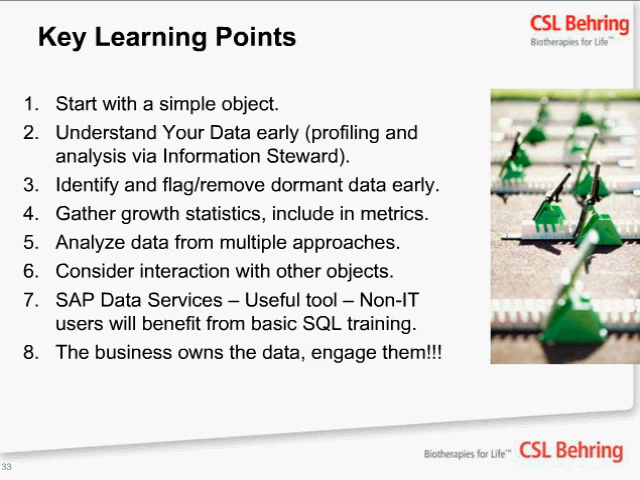 Key Learning Points
CSL Behring
Biotherapies for Life™
1. Start with a simple object.
2. Understand Your Data early (profiling and
analysis via Information Steward).
3. Identify and flag/remove dormant data early.
4. Gather growth statistics, include in metrics.
5. Analyze data from multiple approaches.
6. Consider interaction with other objects.
7. SAP Data Services – Useful tool – Non-IT
users will benefit from basic SQL training.
8. The business owns the data, engage them!!!
Biotherapies for Life™ CSL Behring
33